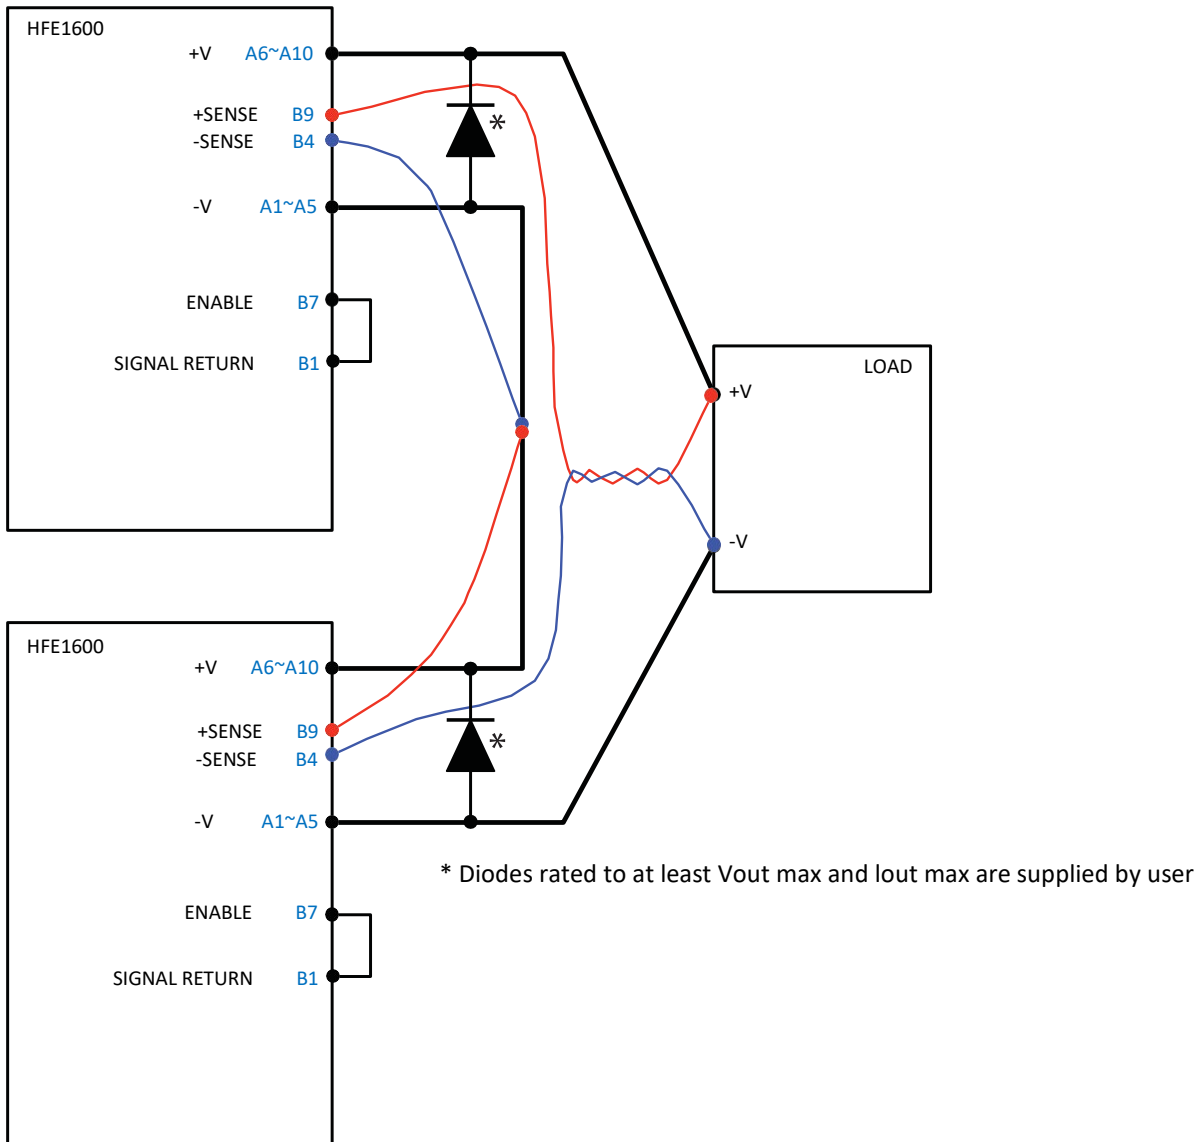 HFE1600
+V A6~A10
+SENSE B9
-SENSE B4
-V A1~A5
ENABLE B7
SIGNAL RETURN B1
LOAD
+V
-V
HFE1600
+V A6~A10
+SENSE B9
-SENSE B4
-V A1~A5
* Diodes rated to at least Vout max and Iout max are supplied by user
ENABLE B7
SIGNAL RETURN B1
*
*